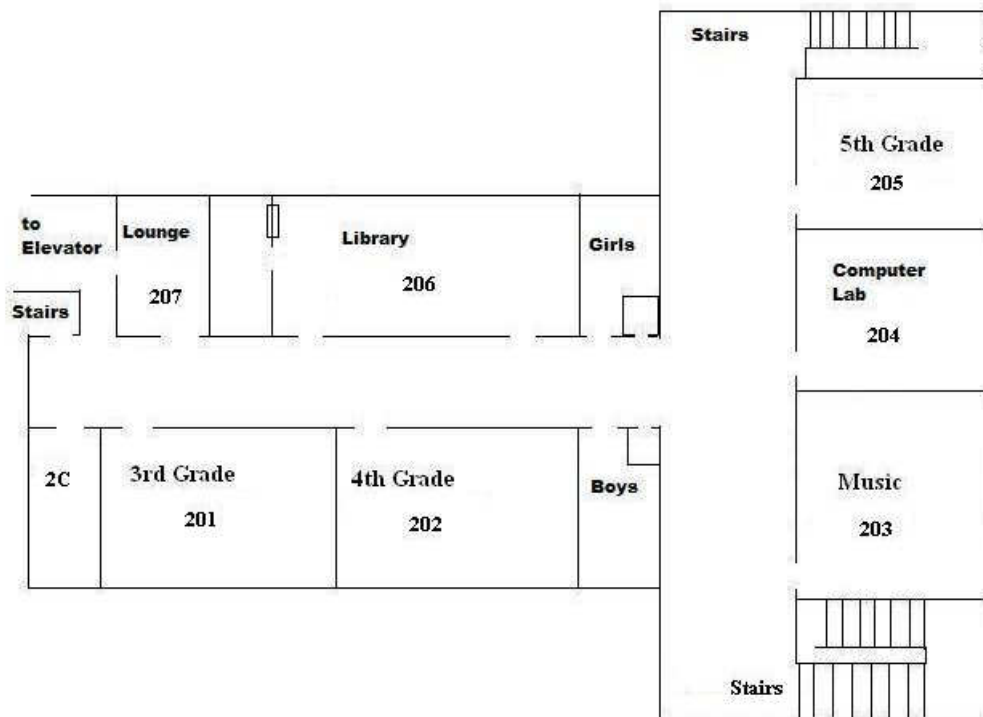 Stairs
5th Grade
205
to
Elevator
Lounge
207
Library
206
Girls
Computer
Lab
204
Stairs
2C
3rd Grade
201
4th Grade
202
Boys
Music
203
Stairs